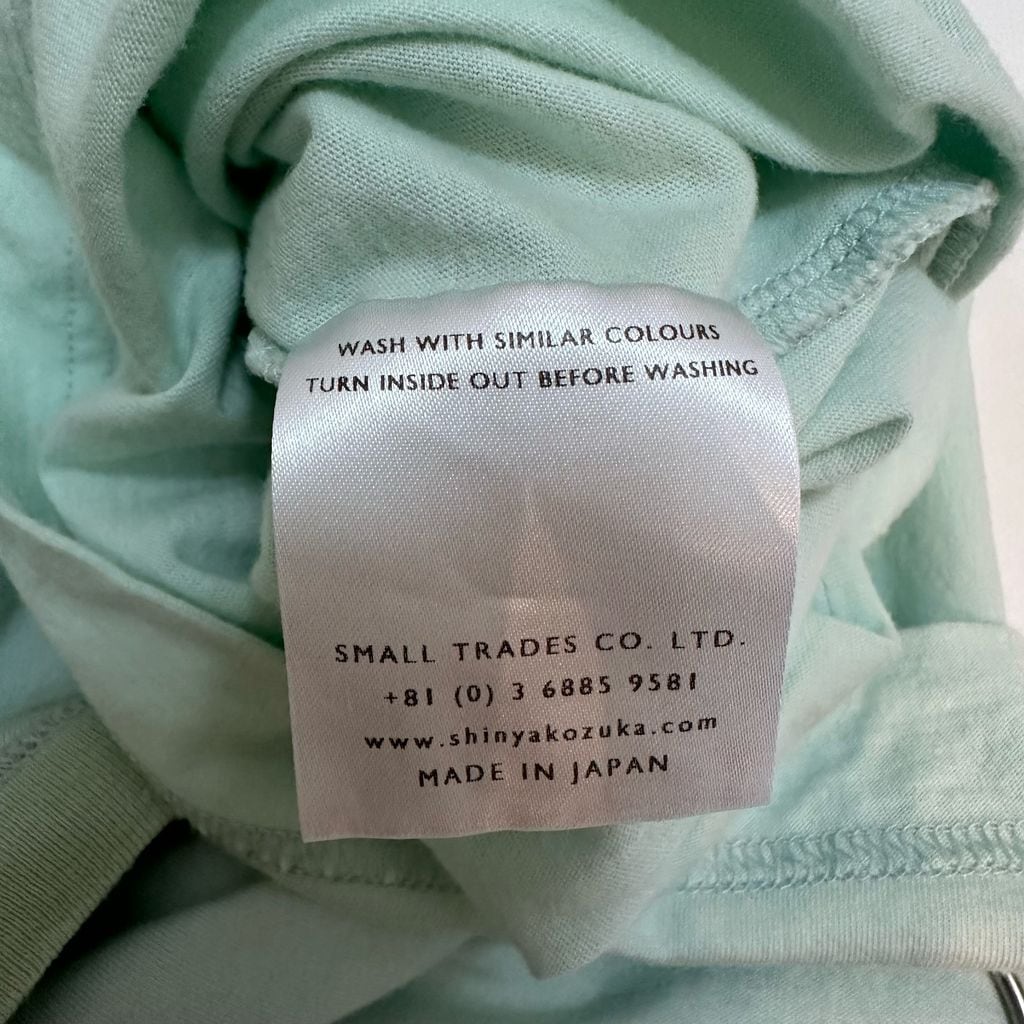 WASH WITH SIMILAR COLOURS
TURN INSIDE OUT BEFORE WASHING
SMALL TRADES CO. LTD.
+81 (0) 3 6885 9581
www.shinyakozuka.com
MADE IN JAPAN